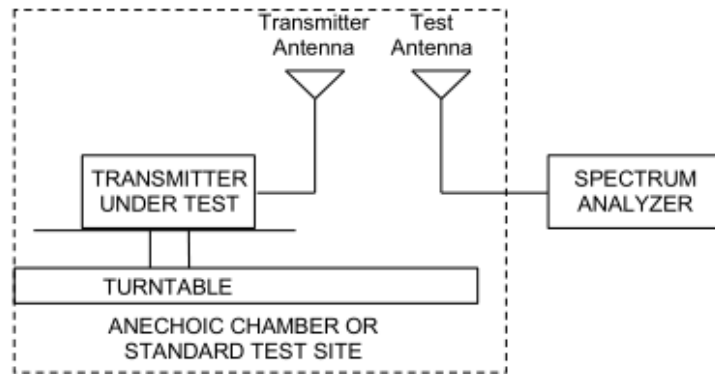 Transmitter
Antenna
Test
Antenna
TRANSMITTER
UNDER TEST
SPECTRUM
ANALYZER
TURNTABLE
ANECHOIC CHAMBER OR
STANDARD TEST SITE